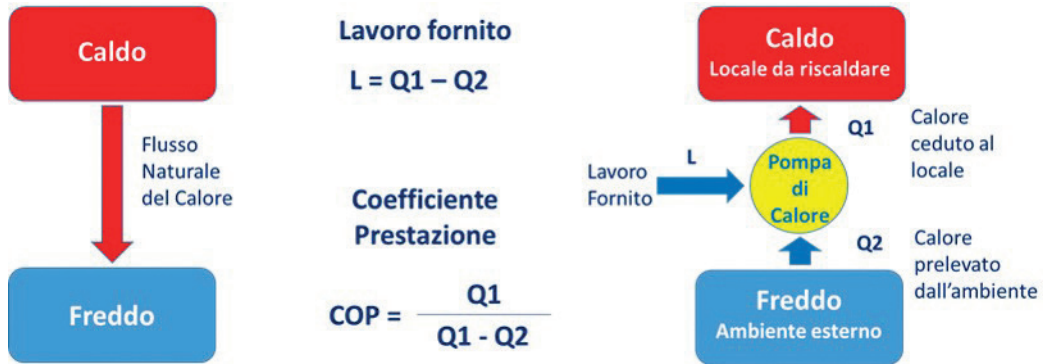 Caldo
Flusso
Naturale
del Calore
Freddo
Lavoro fornito
L = Q1 – Q2
Coefficiente
Prestazione
COP = Q1
Q1 - Q2
Caldo
Locale da riscaldare
Q1
Calore
ceduto al
locale
L
Lavoro
Fornito
Pompa
di
Calore
Q2
Calore
prelevato
dall'ambiente
Freddo
Ambiente esterno